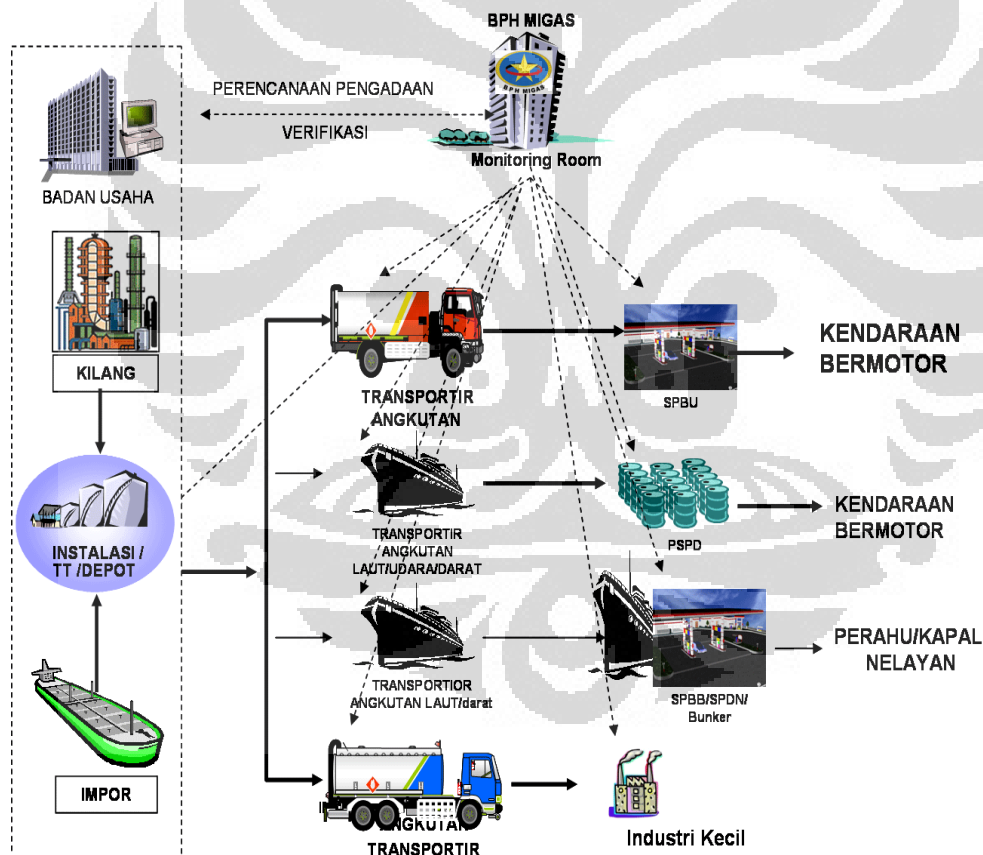 BPH MIGAS
BPH MIGAS
PERENCANAAN PENGADAAN
VERIFIKASI
Monitoring Room
BADAN USAHA
KILANG
TRANSPORTIR
ANGKUTAN
SPBU
KENDARAAN
BERMOTOR
INSTALASI /
TT /DEPOT
TRANSPORTIR
ANGKUTAN
LAUT/UDARA/DARAT
PSPD
KENDARAAN
BERMOTOR
TRANSPORTIOR
ANGKUTAN LAUT/darat
SPBB/SPDN/
Bunker
PERAHU/KAPAL
NELAYAN
IMPOR
ANGKUTAN
TRANSPORTIR
Industri Kecil